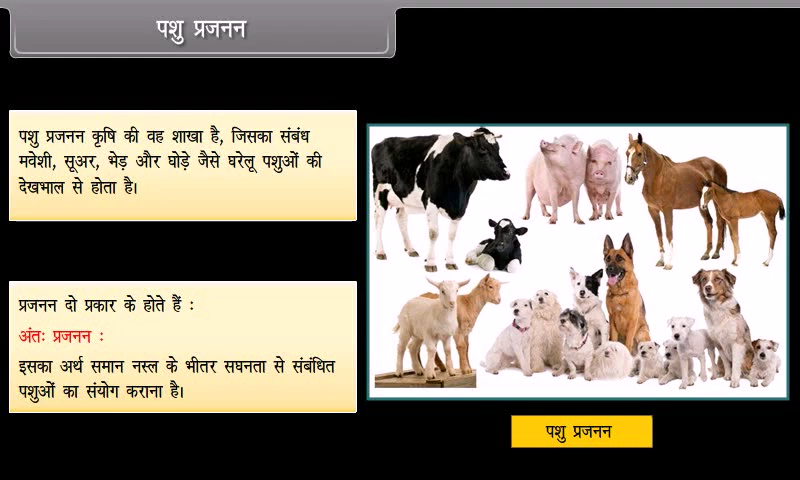 पशु प्रजनन
पशु प्रजनन कृषि की वह शाखा है, जिसका संबंध
मवेशी, सूअर, भेड़ और घोड़े जैसे घरेलू पशुओं की
देखभाल से होता है।
प्रजनन दो प्रकार के होते हैं :
अंतः प्रजनन :
इसका अर्थ समान नस्ल के भीतर सघनता से संबंधित
पशुओं का संयोग कराना है।
पशु प्रजनन